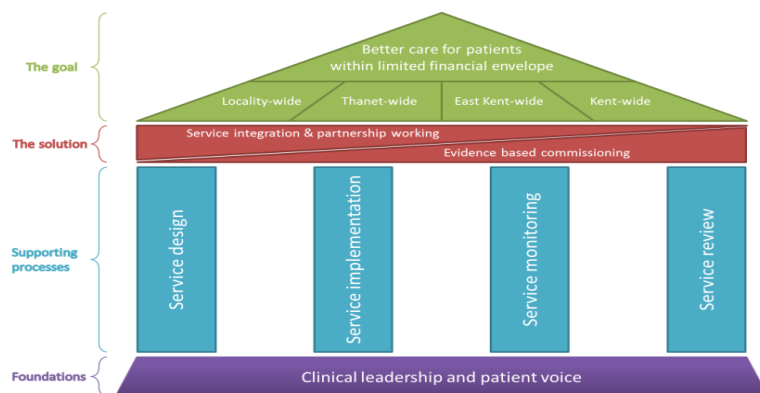 The goal
Better care for patients
within limited financial envelope
Locality-wide
Thanet-wide
East Kent-wide
Kent-wide
The solution
Service integration & partnership working
Evidence based commissioning
Supporting
processes
Service design
Service implementation
Service monitoring
Service review
Foundations
Clinical leadership and patient voice